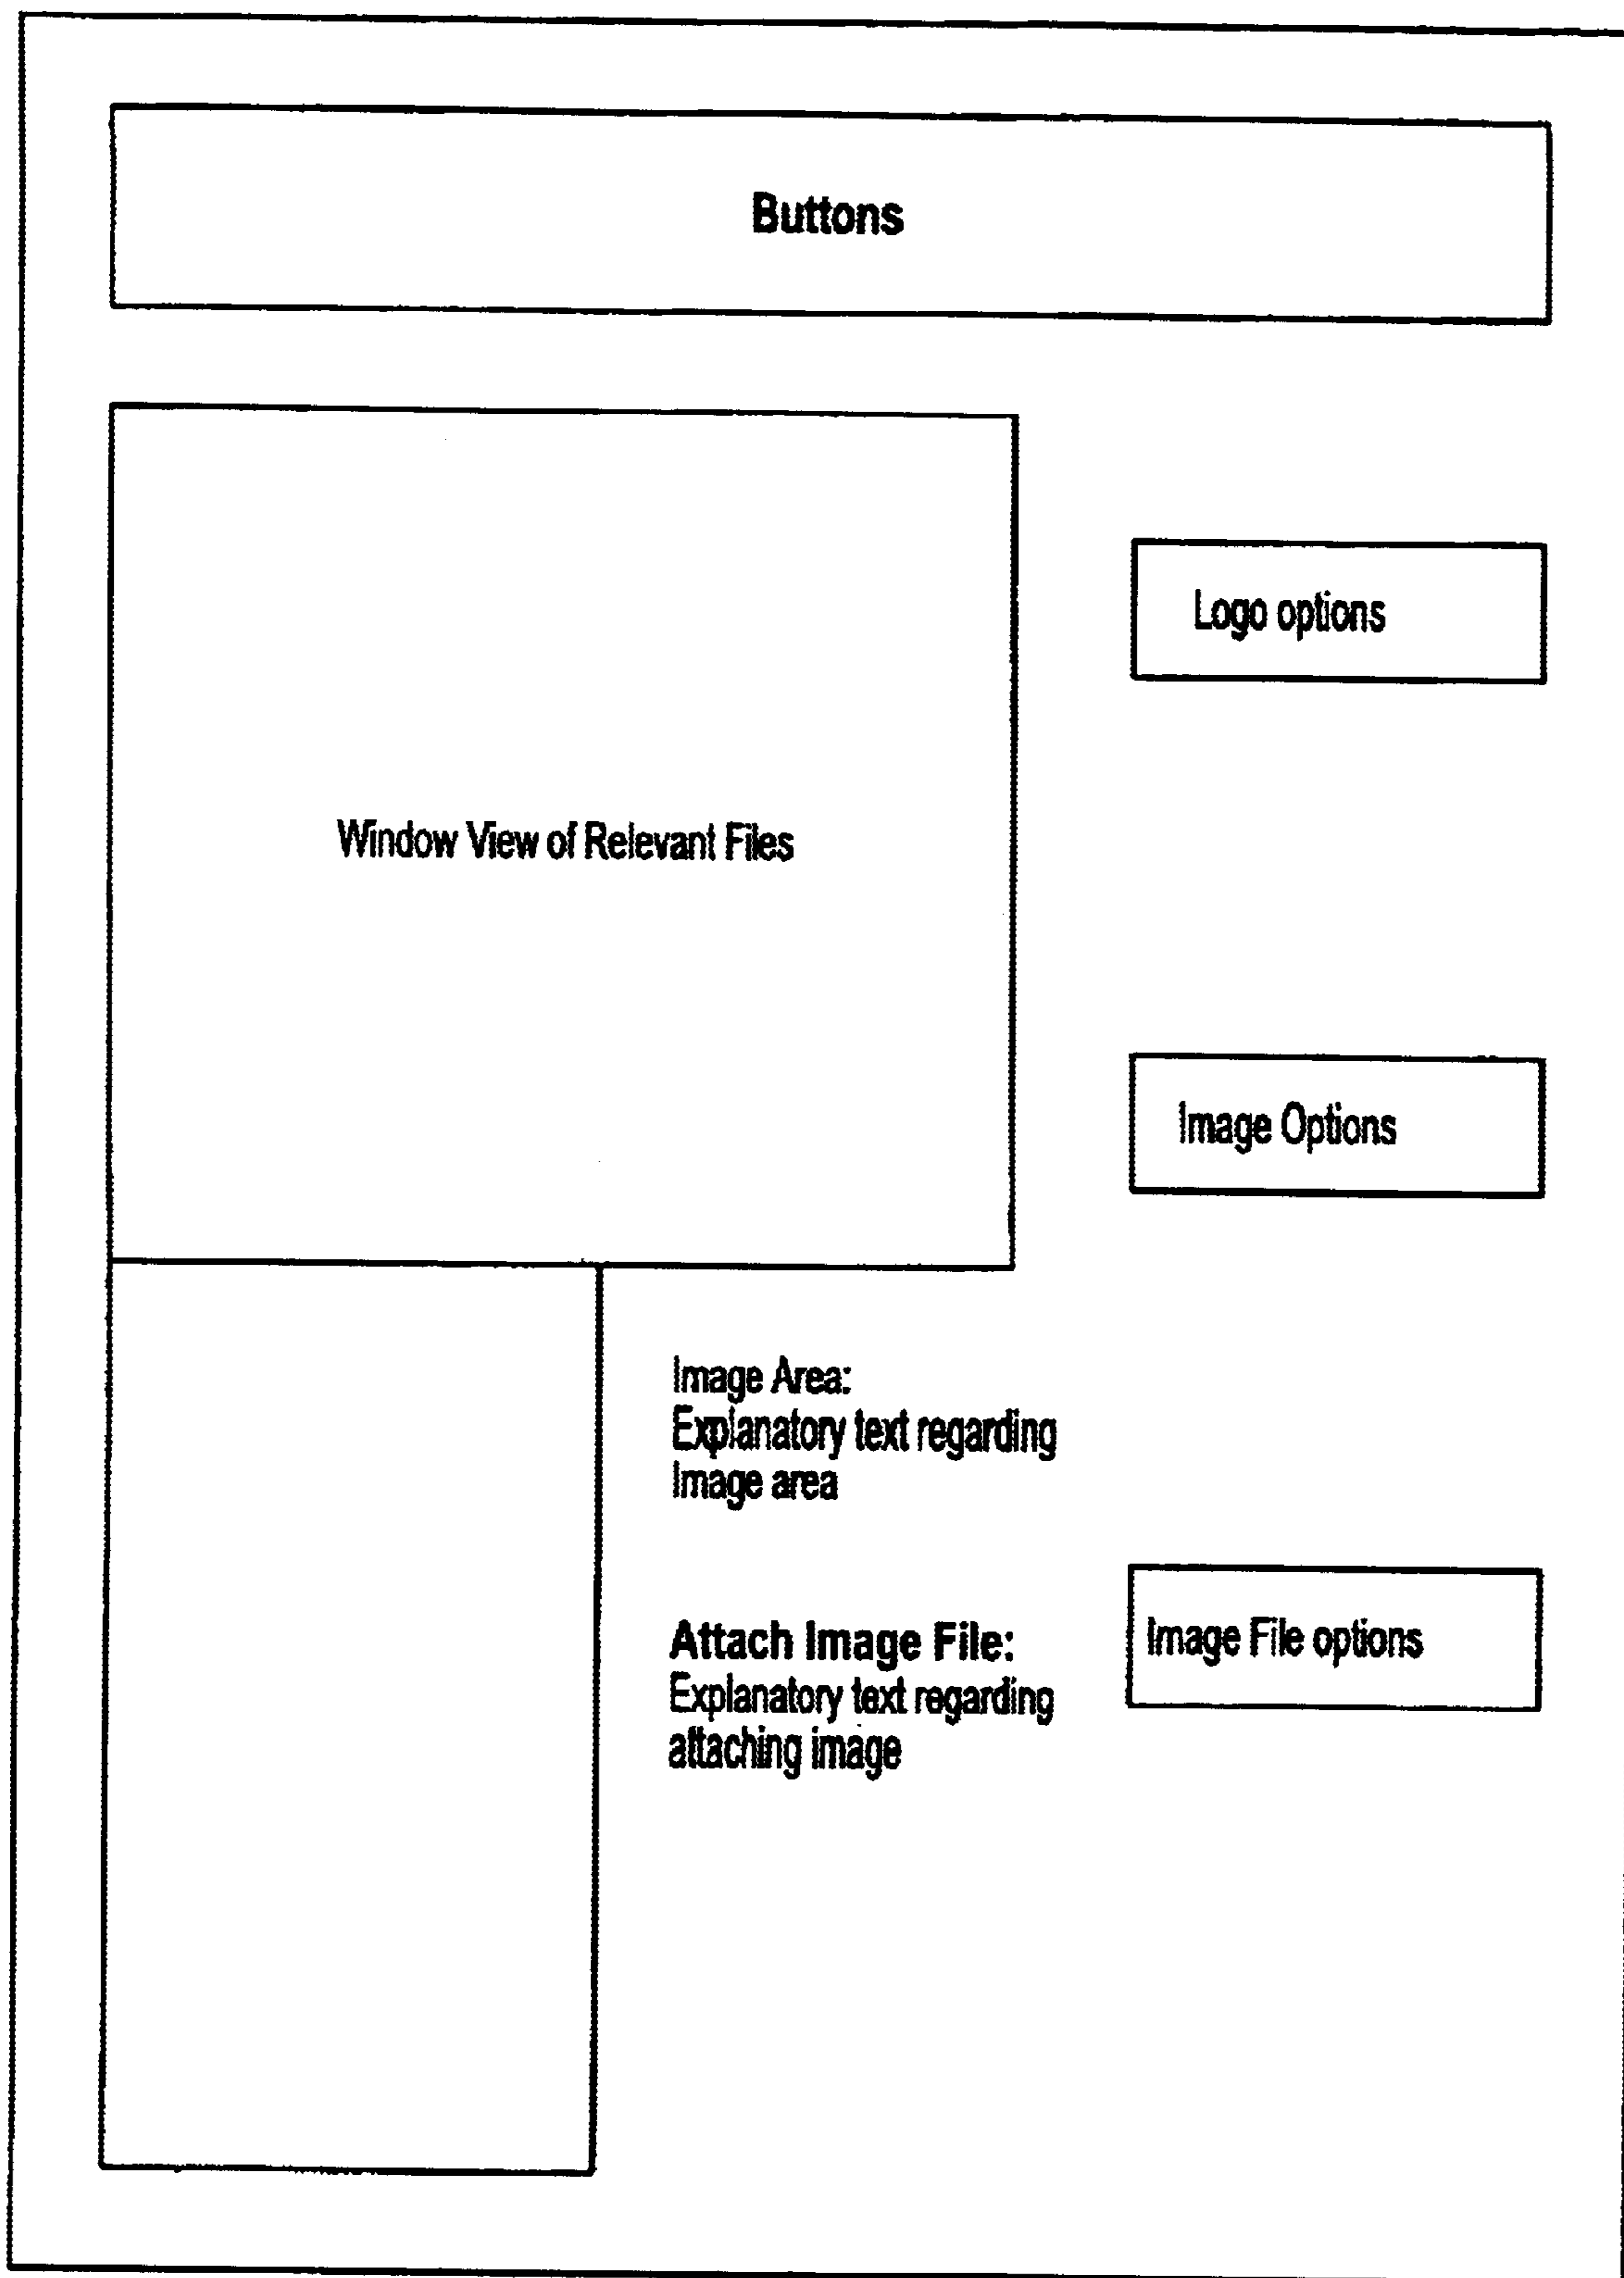 Buttons
Logo options
Window View of Relevant Files
Image Options
Image Area:
Explanatory text regarding
Image area
Attach Image File:
Explanatory text regarding
attaching image
Image File options